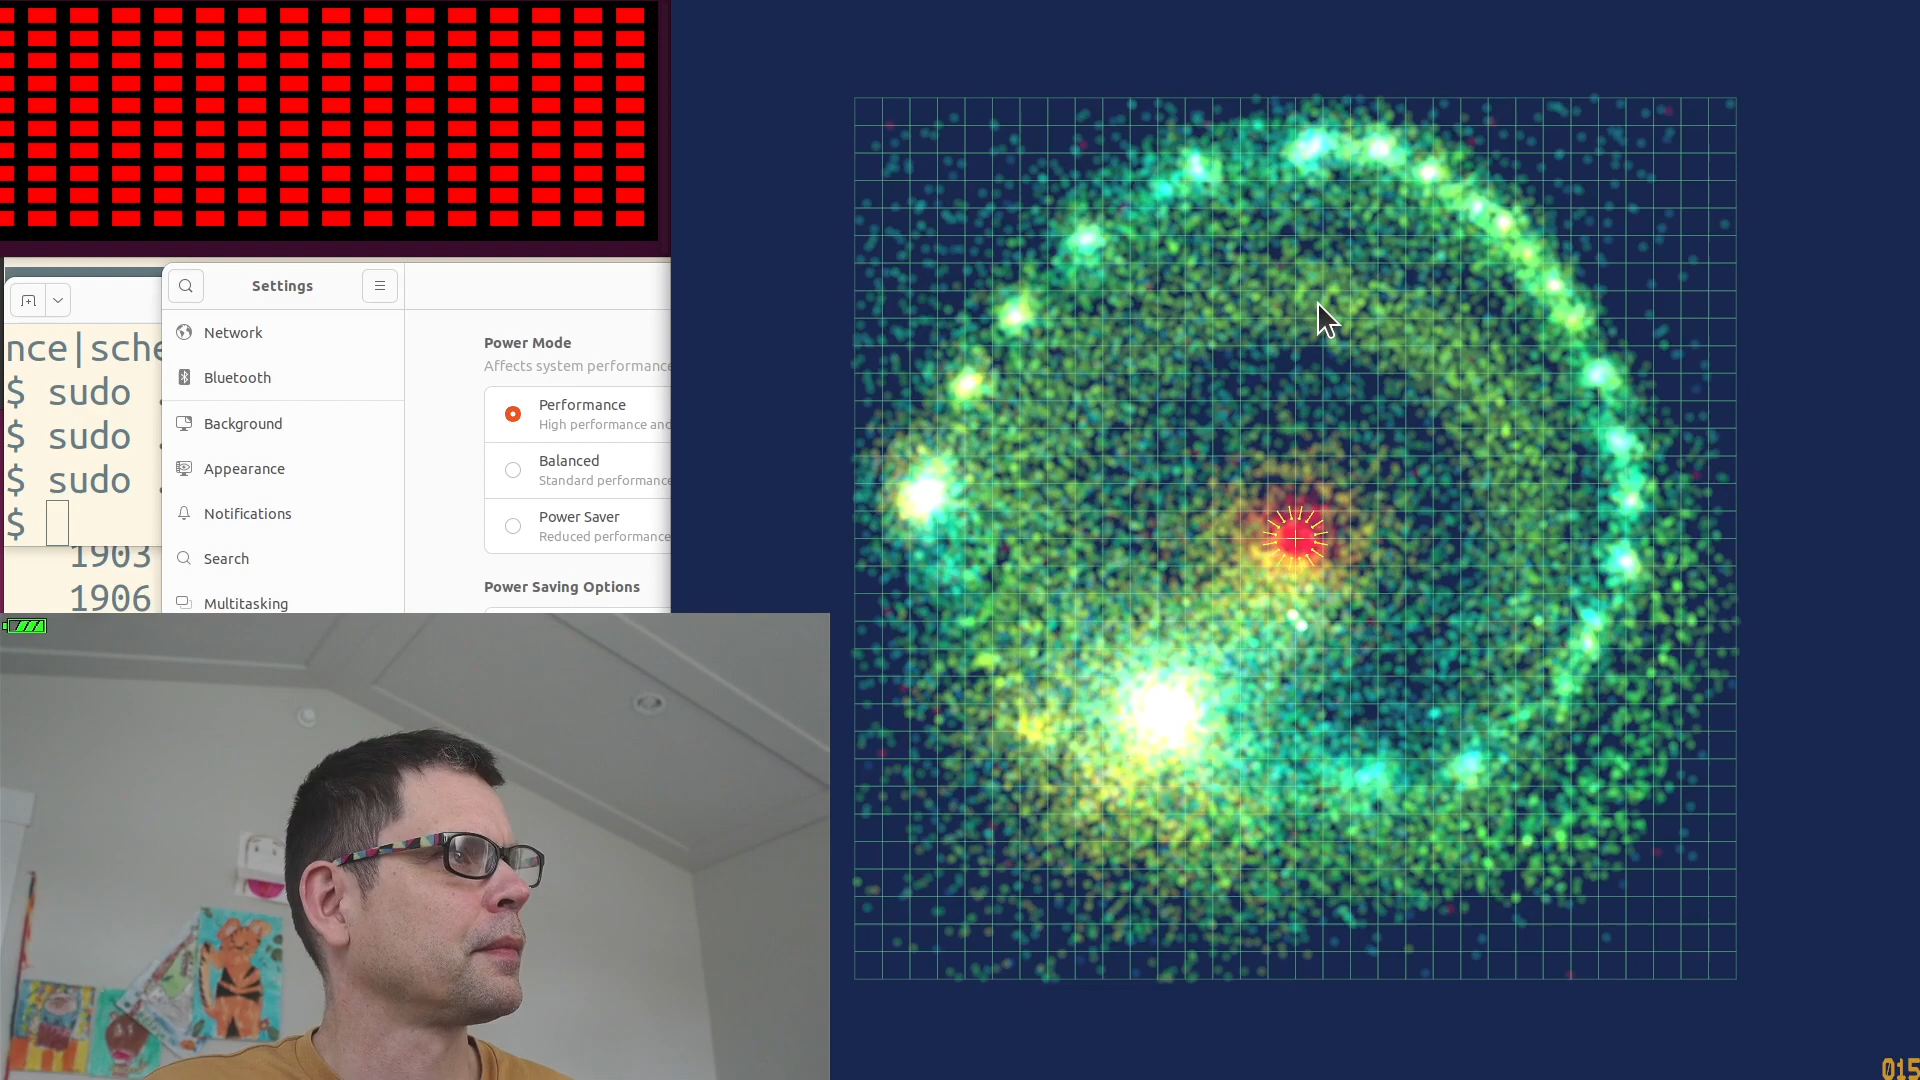 Settings
Network
Bluetooth
Background
Appearance
Notifications
Search
Multitasking
Power Mode
Affects system performance
Performance
High performance and
Balanced
Standard performance
Power Saver
Reduced performance
Power Saving Options
nce|sche
$ sudo .
$ sudo .
$ sudo .
$
1903
1906
015